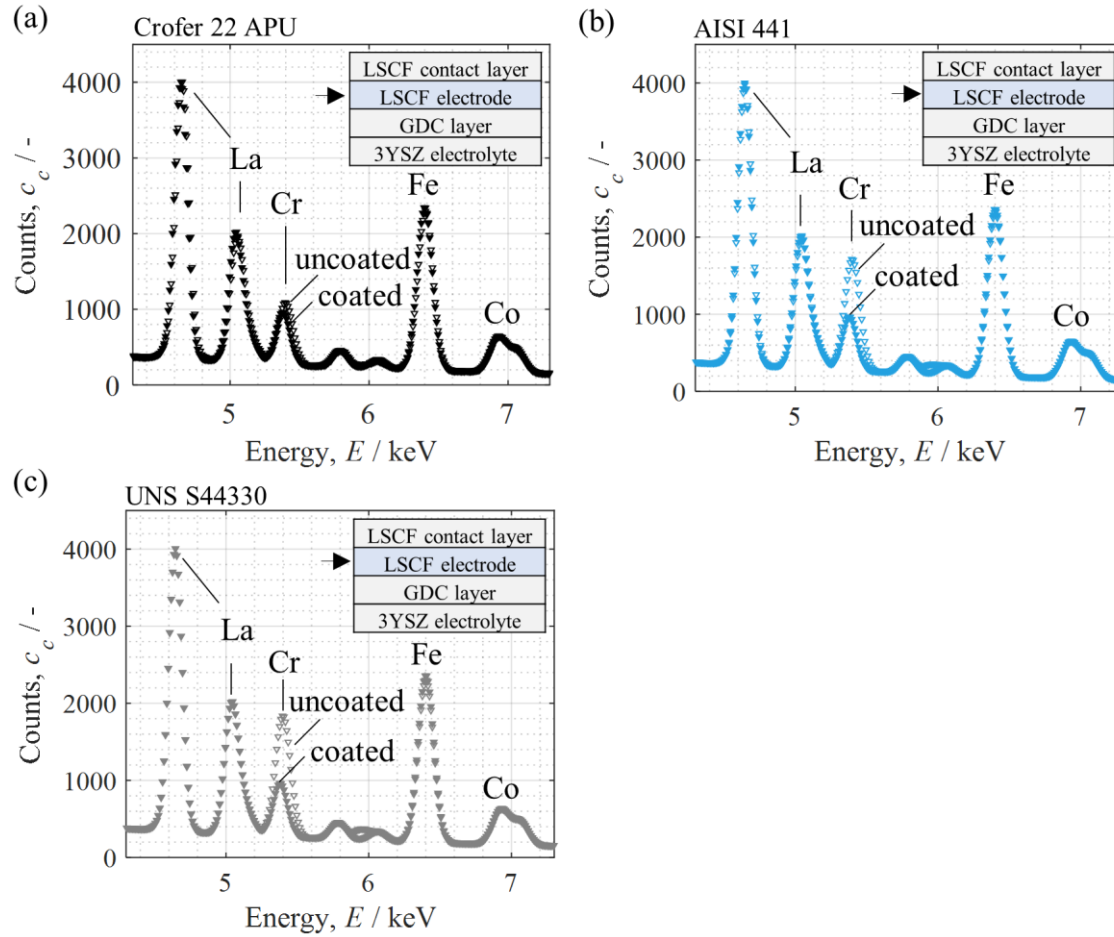 (a)
Crofer 22 APU
4000
3000
2000
1000
0
Counts, c_c / -
LSCF contact layer
LSCF electrode
GDC layer
3YSZ electrolyte
La
Cr
Fe
uncoated
coated
Co
5
6
7
Energy, E / keV
(b)
AISI 441
4000
3000
2000
1000
0
Counts, c_c / -
LSCF contact layer
LSCF electrode
GDC layer
3YSZ electrolyte
La
Cr
Fe
uncoated
coated
Co
5
6
7
Energy, E / keV
(c)
UNS S44330
4000
3000
2000
1000
0
Counts, c_c / -
LSCF contact layer
LSCF electrode
GDC layer
3YSZ electrolyte
La
Cr
Fe
uncoated
coated
Co
5
6
7
Energy, E / keV